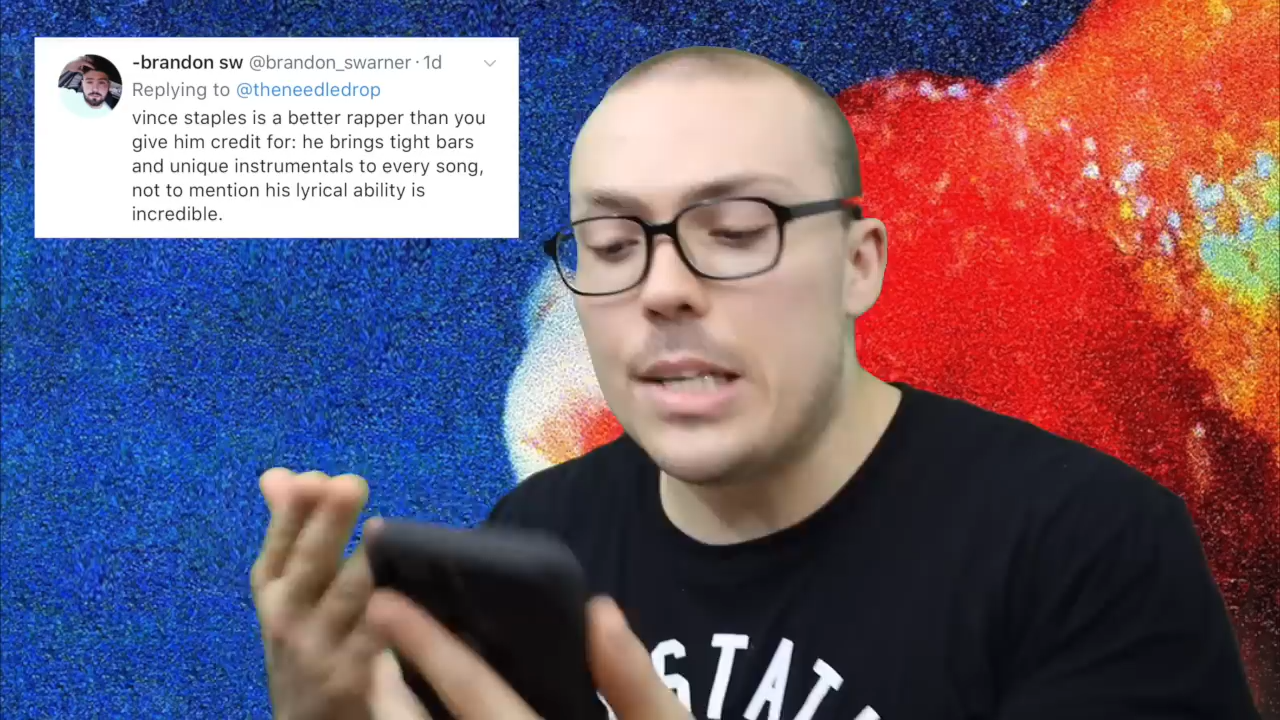 -brandon sw @brandon_swarner · 1d
Replying to @theneedledrop
vince staples is a better rapper than you
give him credit for: he brings tight bars
and unique instrumentals to every song,
not to mention his lyrical ability is
incredible.